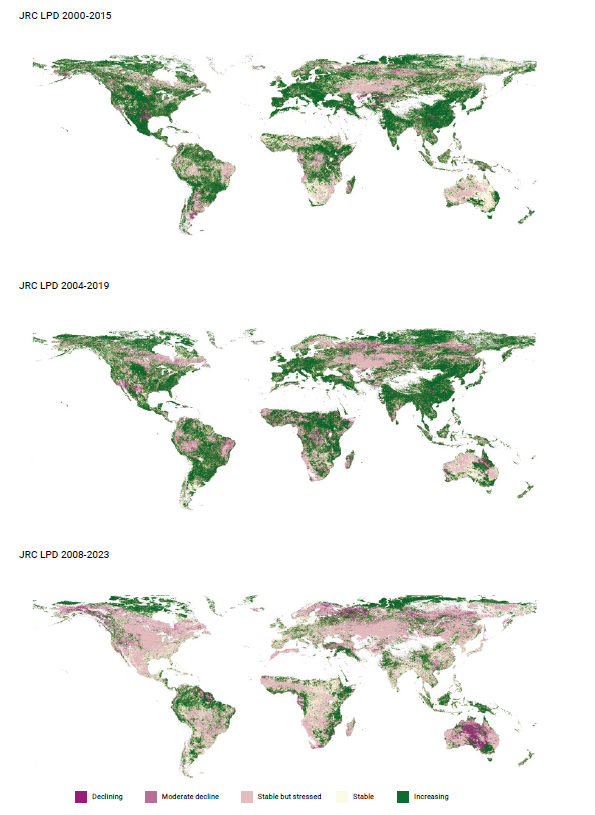 JRC LPD 2000-2015
JRC LPD 2004-2019
JRC LPD 2008-2023
Declining
Moderate decline
Stable but stressed
Stable
Increasing